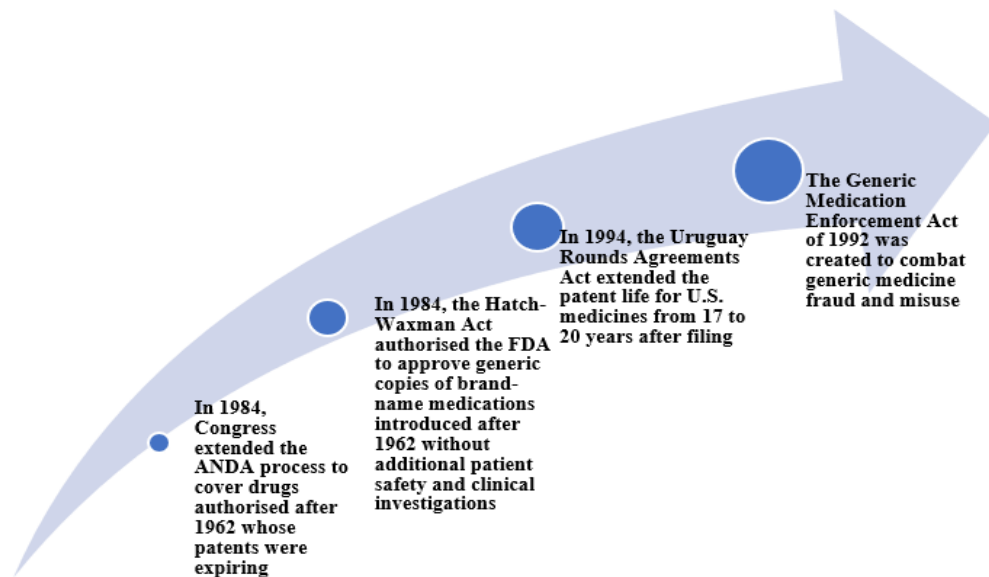 In 1984,
Congress
extended the
ANDA process to
cover drugs
authorised after
1962 whose
patents were
expiring
In 1984, the Hatch-
Waxman Act
authorised the FDA
to approve generic
copies of brand-
name medications
introduced after
1962 without
additional patient
safety and clinical
investigations
In 1994, the Uruguay
Rounds Agreements
Act extended the
patent life for U.S.
medicines from 17 to
20 years after filing
The Generic
Medication
Enforcement Act
of 1992 was
created to combat
generic medicine
fraud and misuse